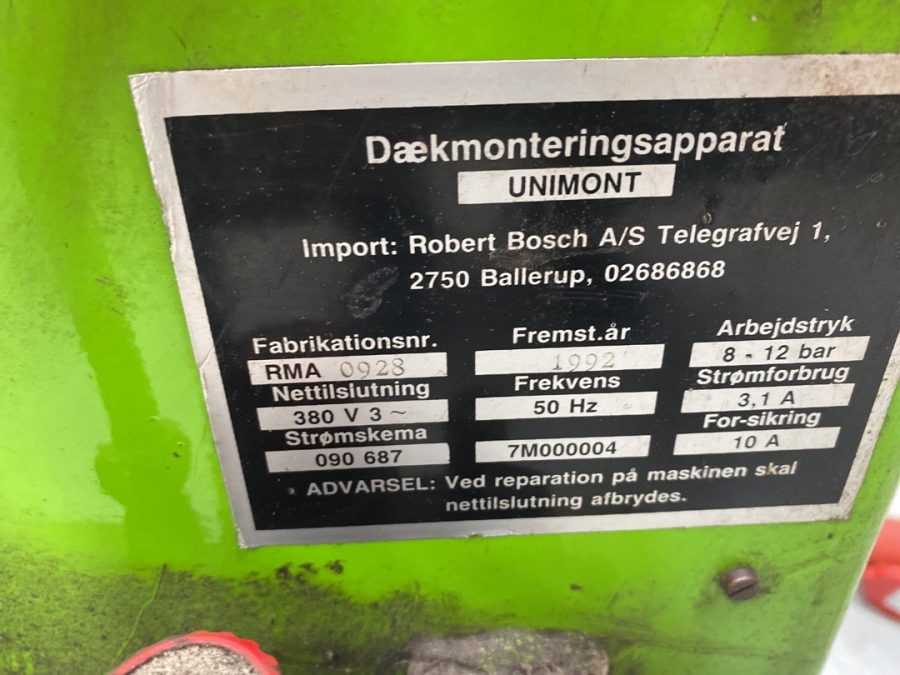 Dækmonteringsapparat
UNIMONT
Import: Robert Bosch A/S Telegrafvej 1,
2750 Ballerup, 02686868
Fabrikationsnr. Fremst.år Arbejdstryk
RMA 0928 1992 8 - 12 bar
Nettilslutning Frekvens Strømforbrug
380 V 3 ~ 50 Hz 3,1 A
Strømskema For-sikring
090 687 7M000004 10 A
ADVARSEL: Ved reparation på maskinen skal
nettilslutning afbrydes.